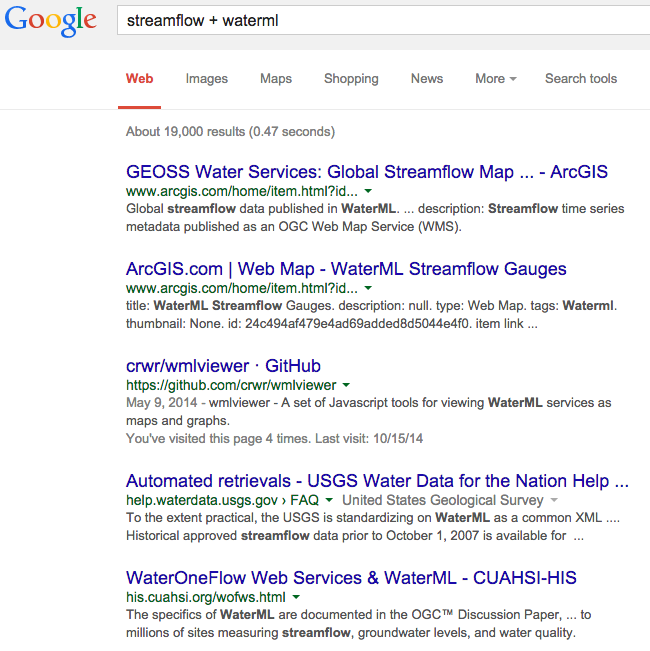 Google
streamflow + waterml
Web Images Maps Shopping News More Search tools
About 19,000 results (0.47 seconds)
GEOSS Water Services: Global Streamflow Map ... - ArcGIS
www.arcgis.com/home/item.html?id...
Global streamflow data published in WaterML. ... description: Streamflow time series
metadata published as an OGC Web Map Service (WMS).
ArcGIS.com | Web Map - WaterML Streamflow Gauges
www.arcgis.com/home/item.html?id...
title: WaterML Streamflow Gauges. description: null. type: Web Map. tags: Waterml.
thumbnail: None. id: 24c494af479e4ad69added8d5044e4f0. item link ...
crwr/wmlviewer · GitHub
https://github.com/crwr/wmlviewer
May 9, 2014 - wmlviewer - A set of Javascript tools for viewing WaterML services as
maps and graphs.
You've visited this page 4 times. Last visit: 10/15/14
Automated retrievals - USGS Water Data for the Nation Help ...
help.waterdata.usgs.gov › FAQ United States Geological Survey
To the extent practical, the USGS is standardizing on WaterML as a common XML ....
Historical approved streamflow data prior to October 1, 2007 is available for ...
WaterOneFlow Web Services & WaterML - CUAHSI-HIS
his.cuahsi.org/wofws.html
The specifics of WaterML are documented in the OGC™ Discussion Paper, ... to
millions of sites measuring streamflow, groundwater levels, and water quality.